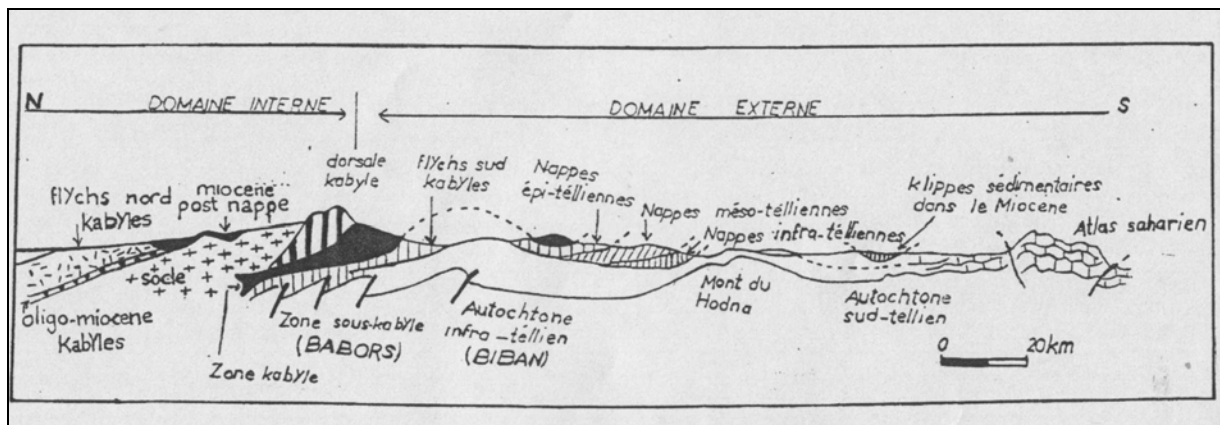 N
DOMAINE INTERNE
DOMAINE EXTERNE
S
dorsale
kabyle
flychs sud
kabyles
Nappes
épi-télliennes
Nappes méso-télliennes
Nappes infra-télliennes
klippes sédimentaires
dans le Miocene
Atlas saharien
flychs nord
kabyles
miocene
post nappe
socle
oligo-miocene
Kabyles
Zone kabyle
Zone sous-kabyle
(BABORS)
Autochtone
infra-téllien
(BIBAN)
Mont du
Hodna
Autochtone
sud-tellien
0 20km